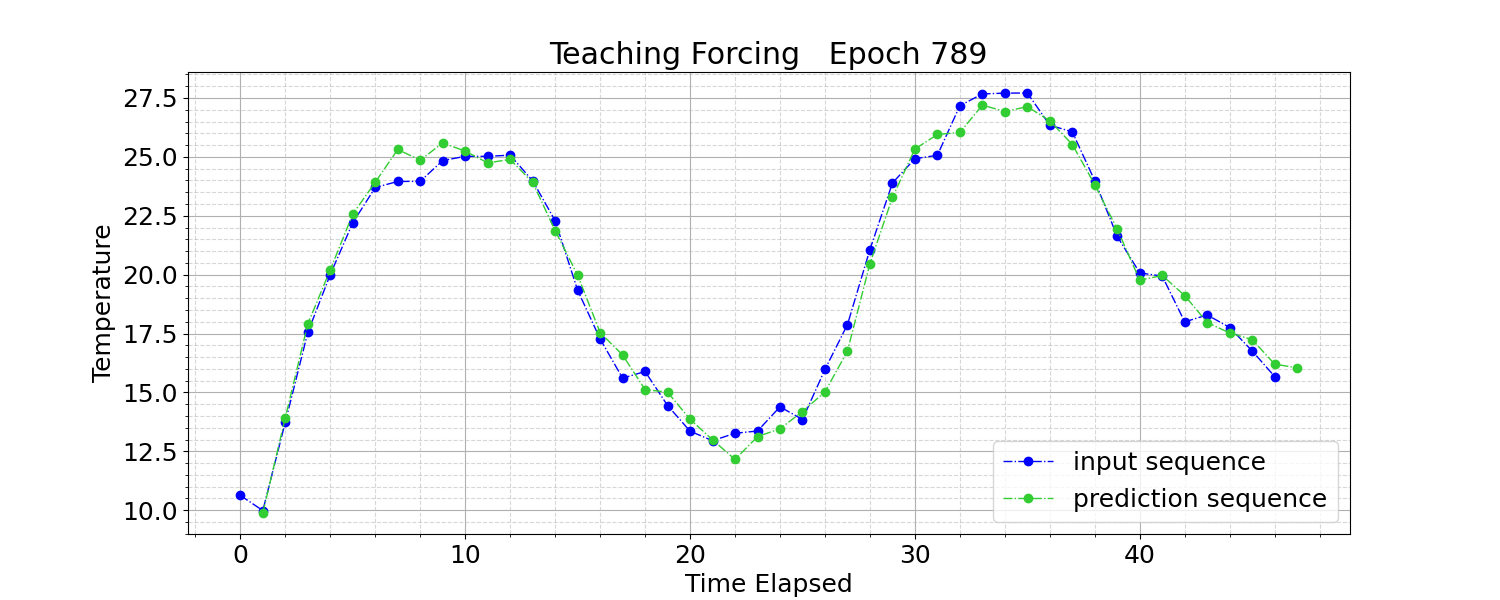 Teaching Forcing   Epoch 789
27.5
25.0
22.5
20.0
17.5
15.0
12.5
10.0
Temperature
input sequence
prediction sequence
0 10 20 30 40
Time Elapsed